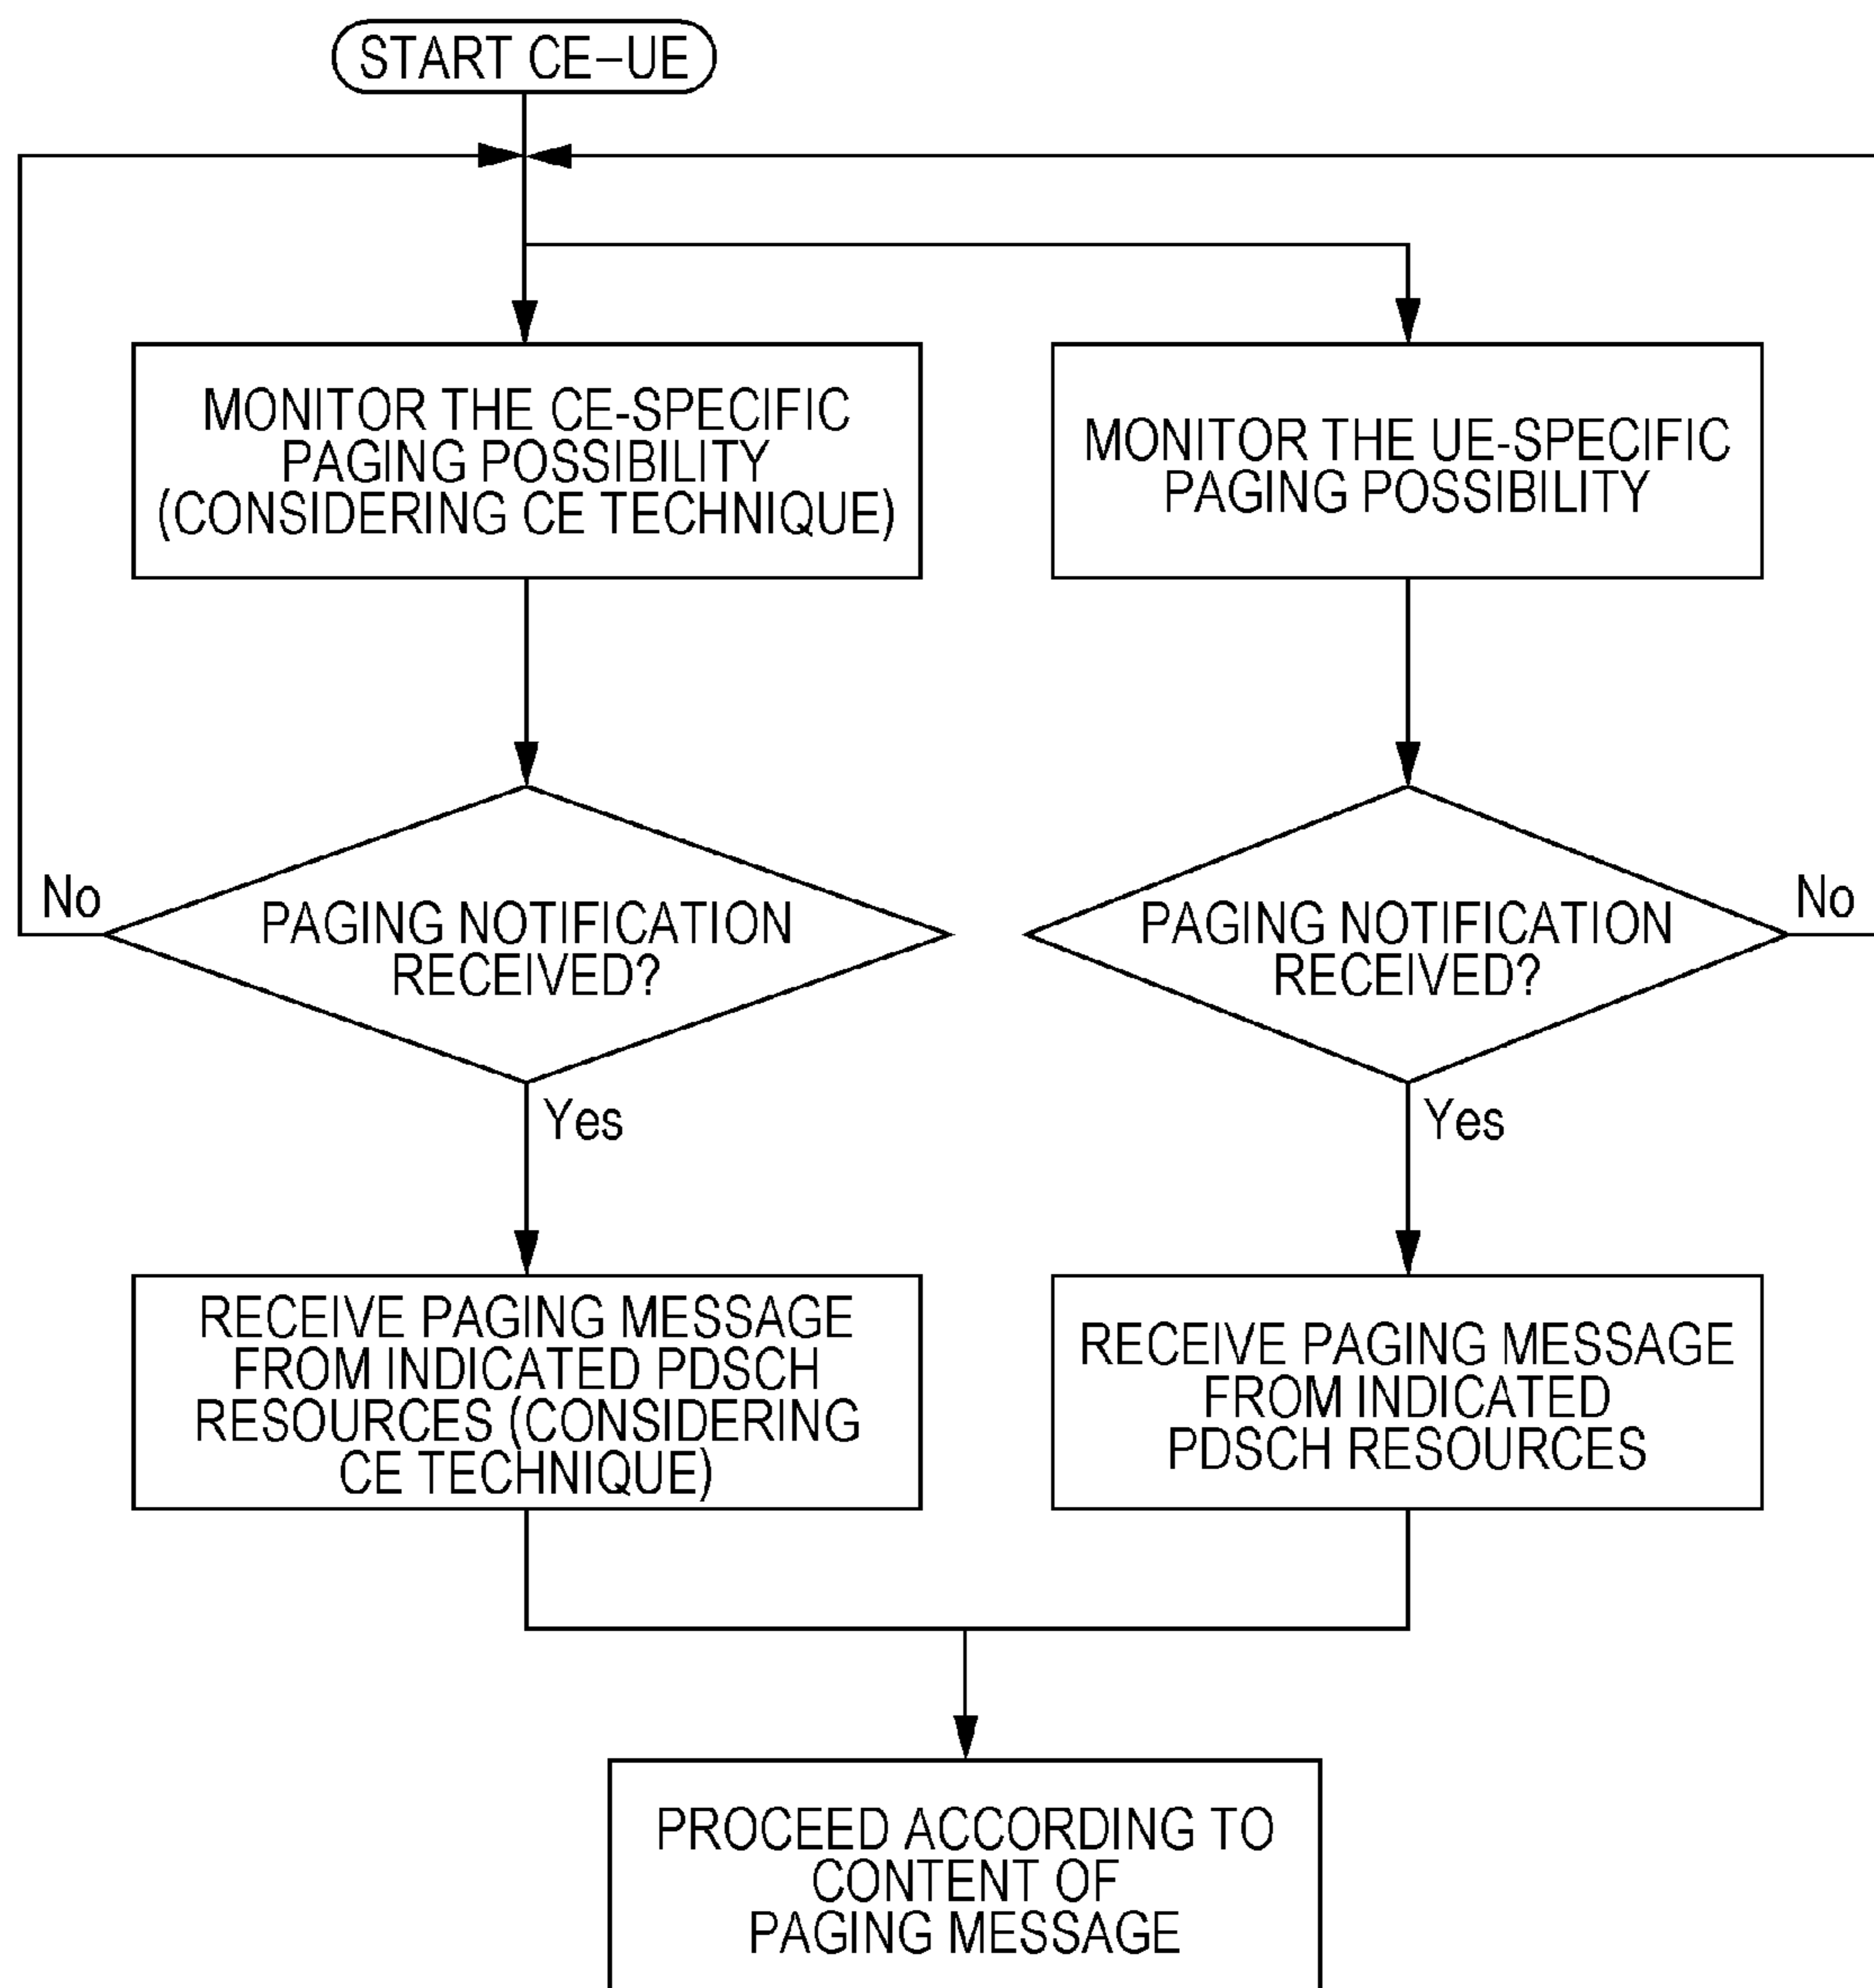 START CE-UE
MONITOR THE CE-SPECIFIC
PAGING POSSIBILITY
(CONSIDERING CE TECHNIQUE)
MONITOR THE UE-SPECIFIC
PAGING POSSIBILITY
No
PAGING NOTIFICATION
RECEIVED?
Yes
PAGING NOTIFICATION
RECEIVED?
No
Yes
RECEIVE PAGING MESSAGE
FROM INDICATED PDSCH
RESOURCES (CONSIDERING
CE TECHNIQUE)
RECEIVE PAGING MESSAGE
FROM INDICATED
PDSCH RESOURCES
PROCEED ACCORDING TO
CONTENT OF
PAGING MESSAGE